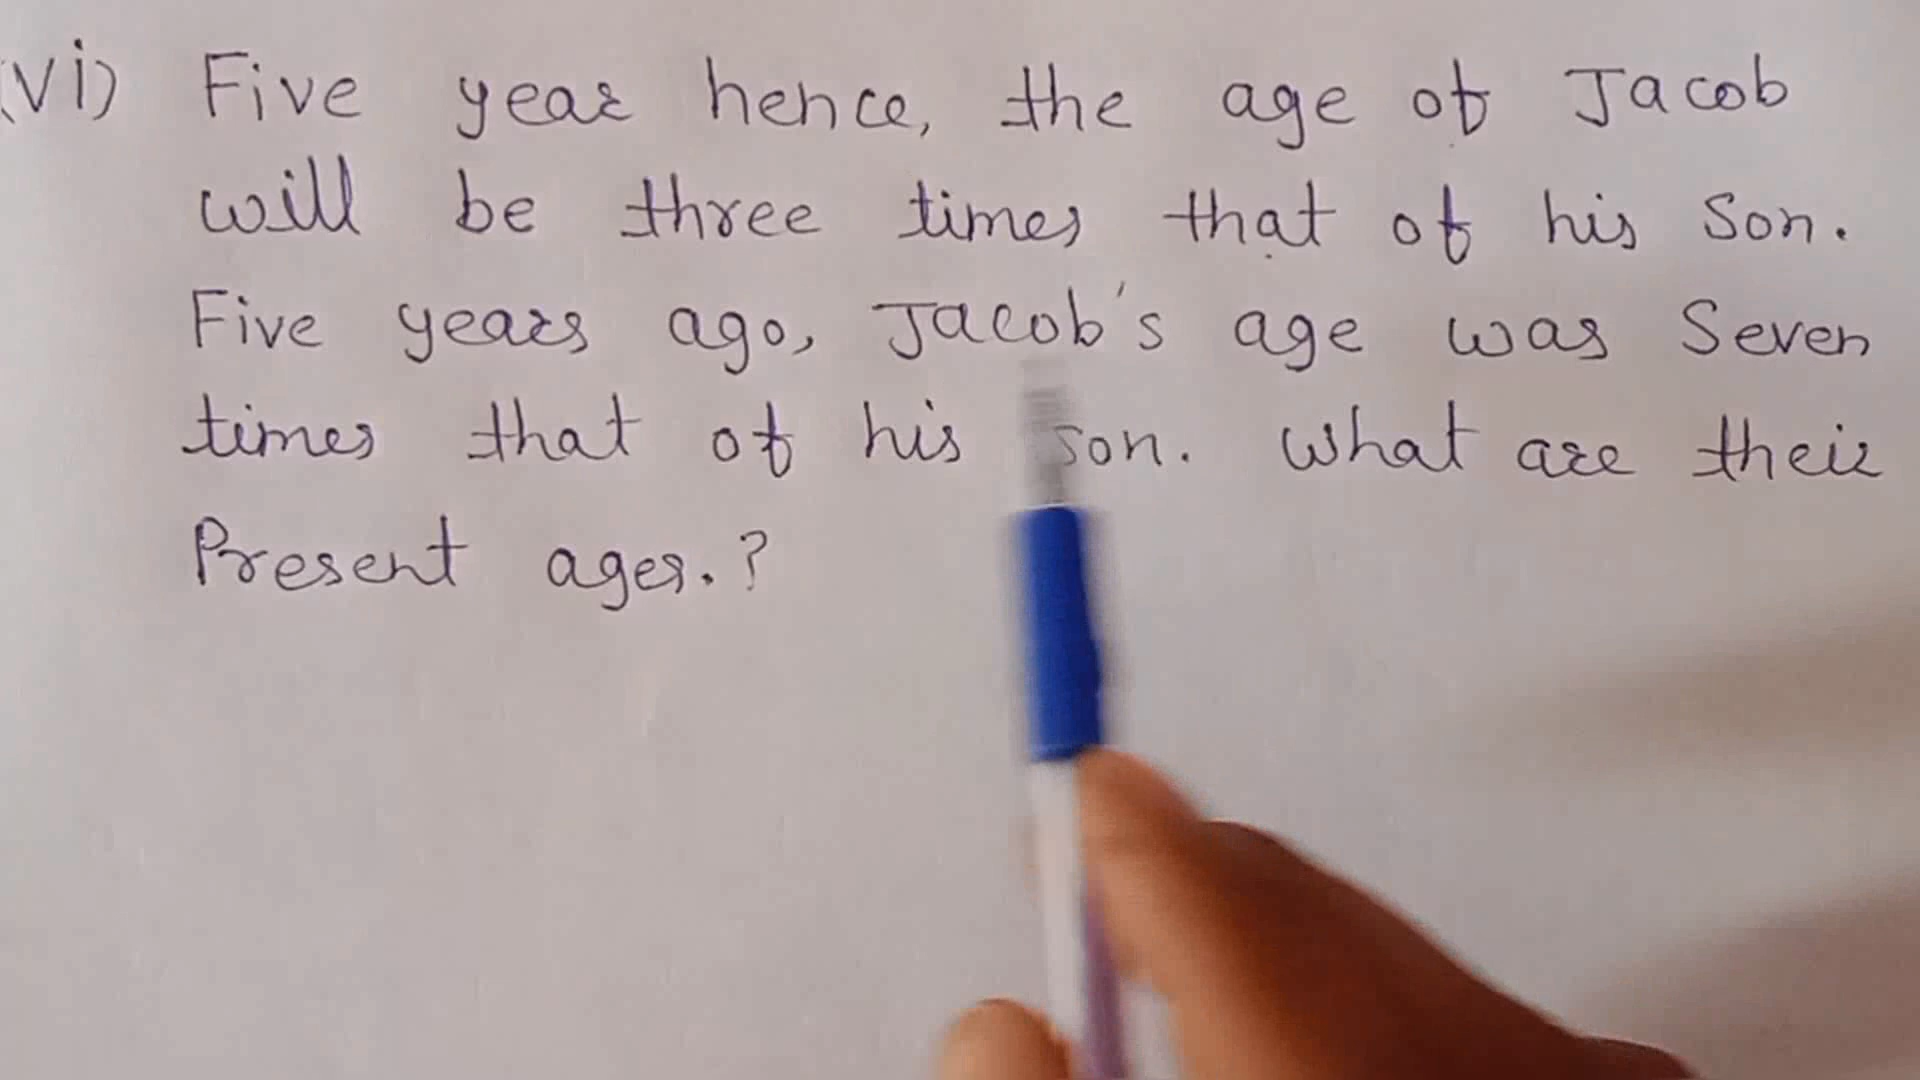 (vi) Five year hence, the age of Jacob
will be three times that of his son.
Five years ago, Jacob's age was Seven
times that of his son. What are their
Present ages.?